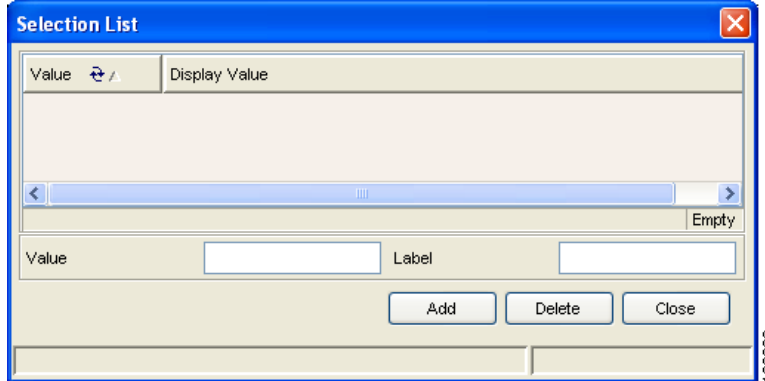 Selection List
Value Display Value
Empty
Value Label
Add Delete Close